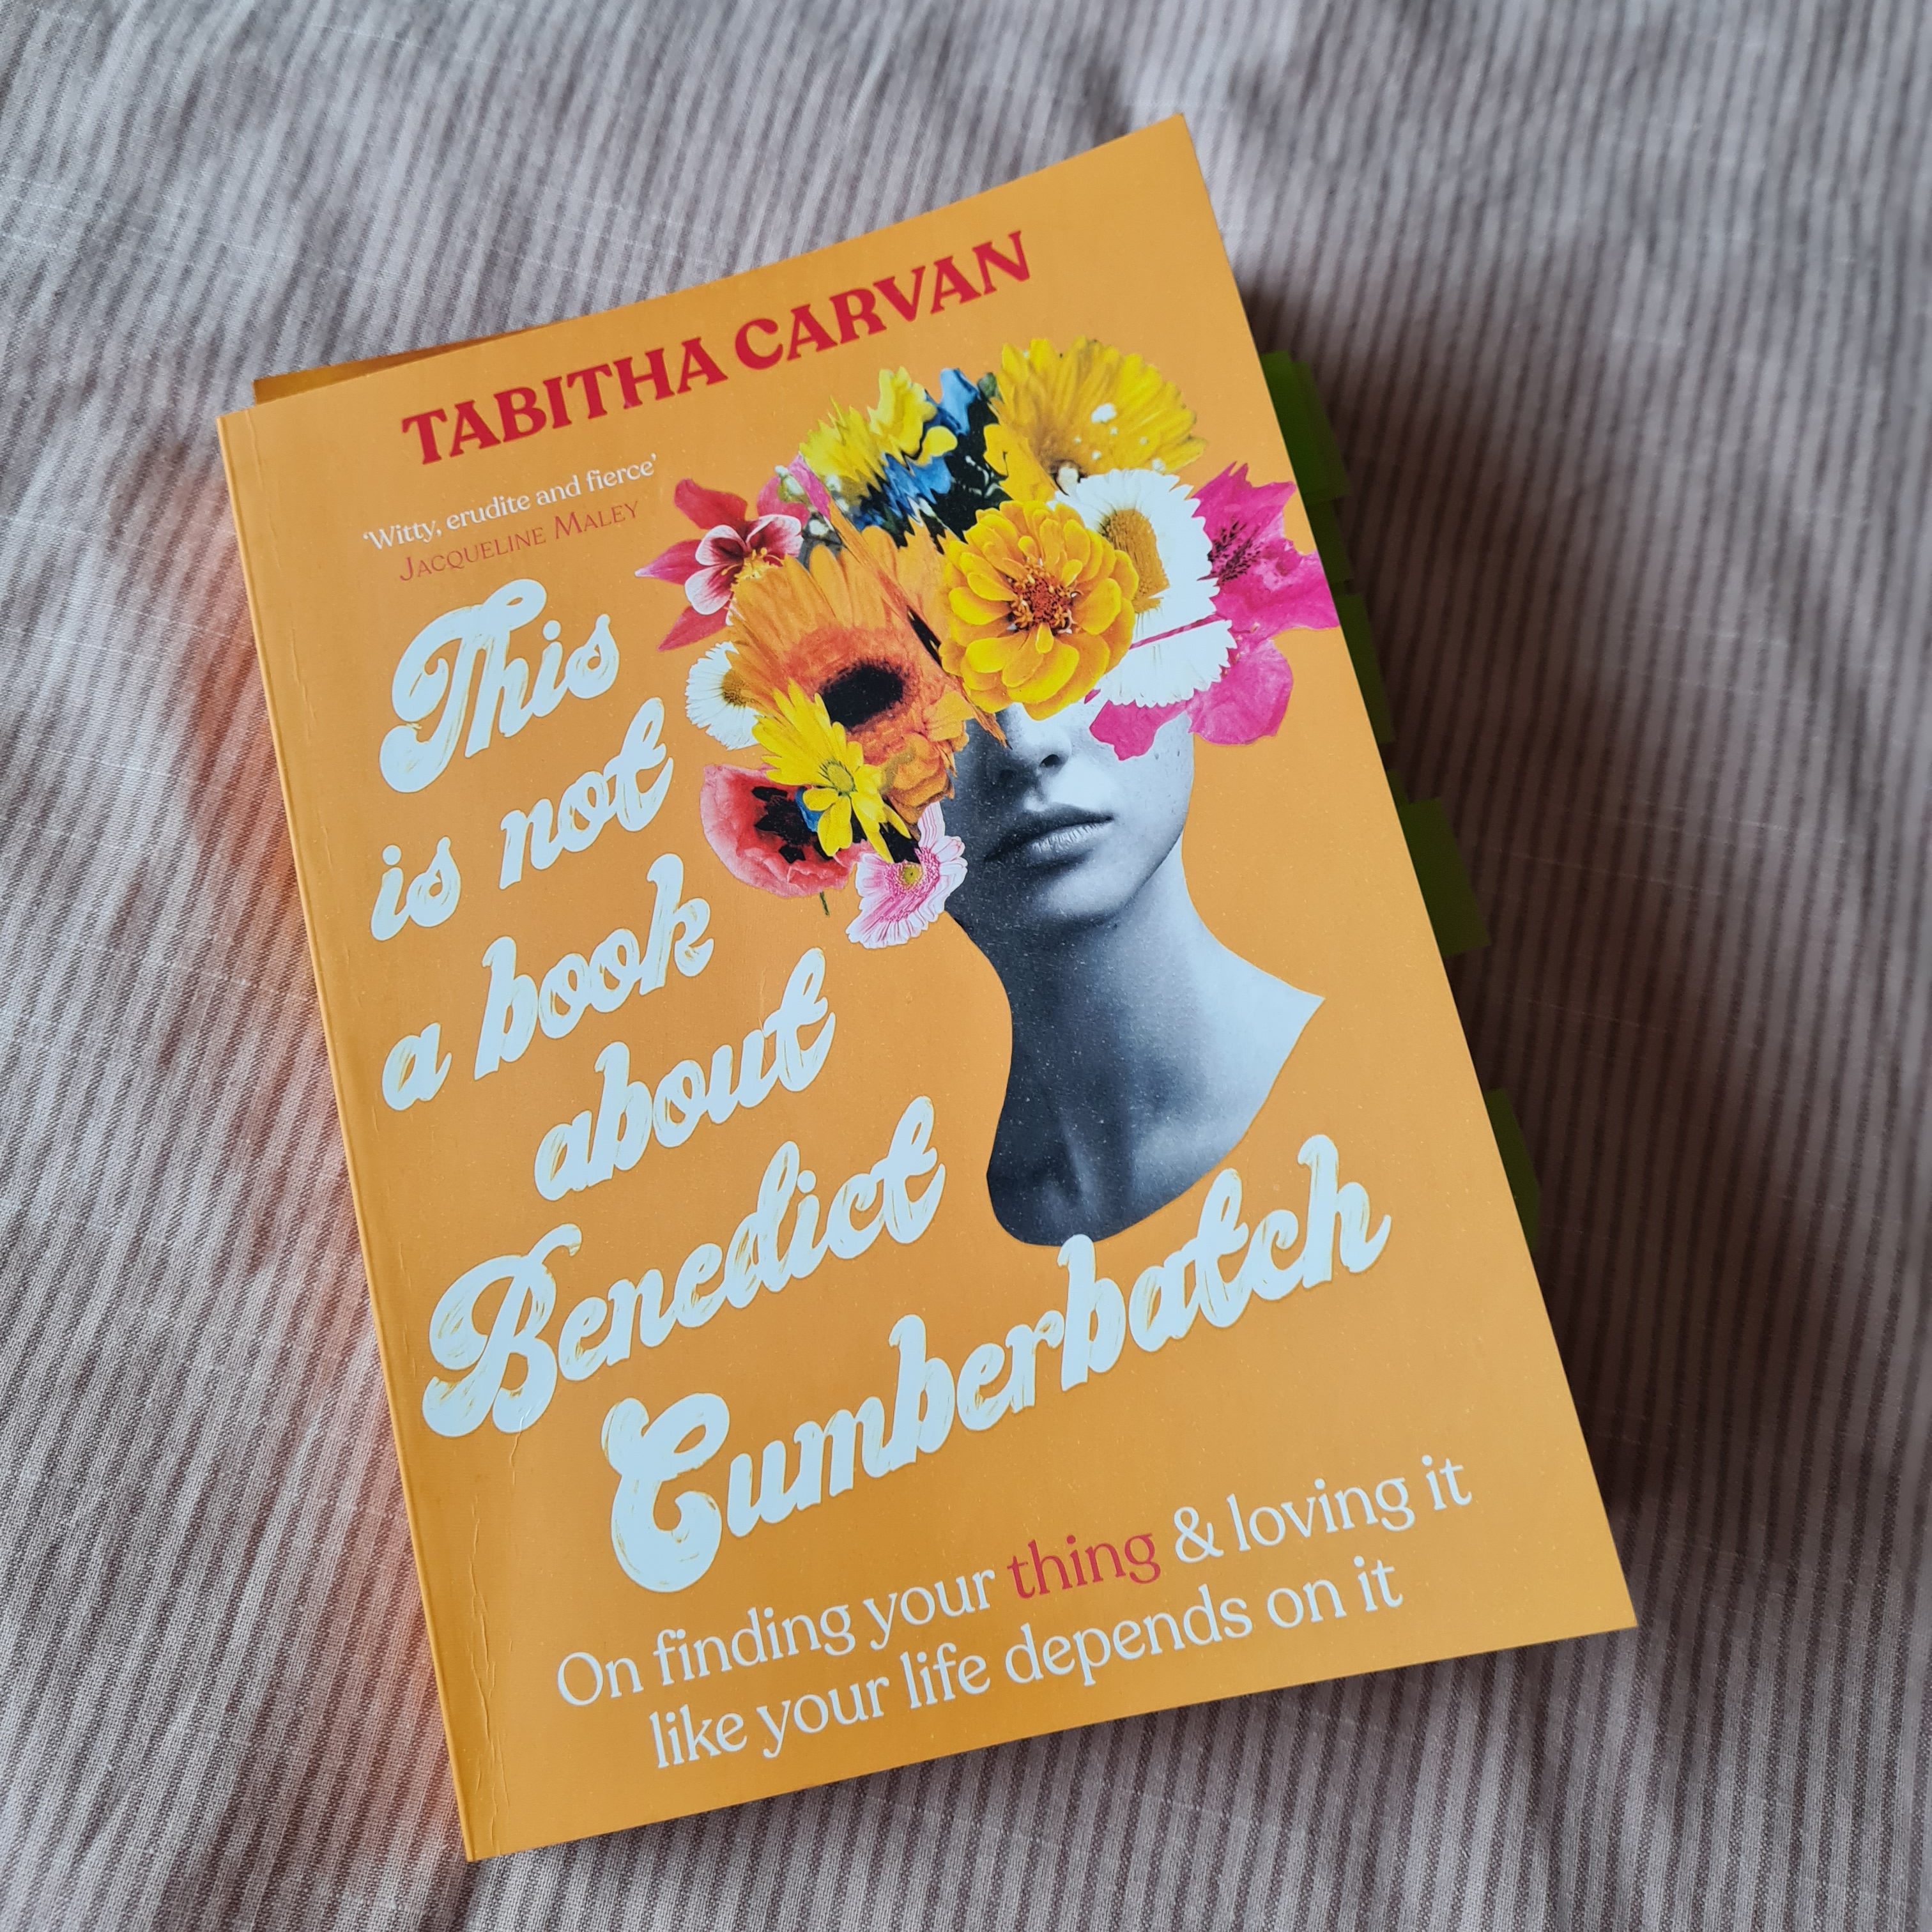 TABITHA CARVAN
‘Witty, erudite and fierce’
JACQUELINE MALEY
This
is not
a book
about
Benedict
Cumberbatch
On finding your thing & loving it
like your life depends on it